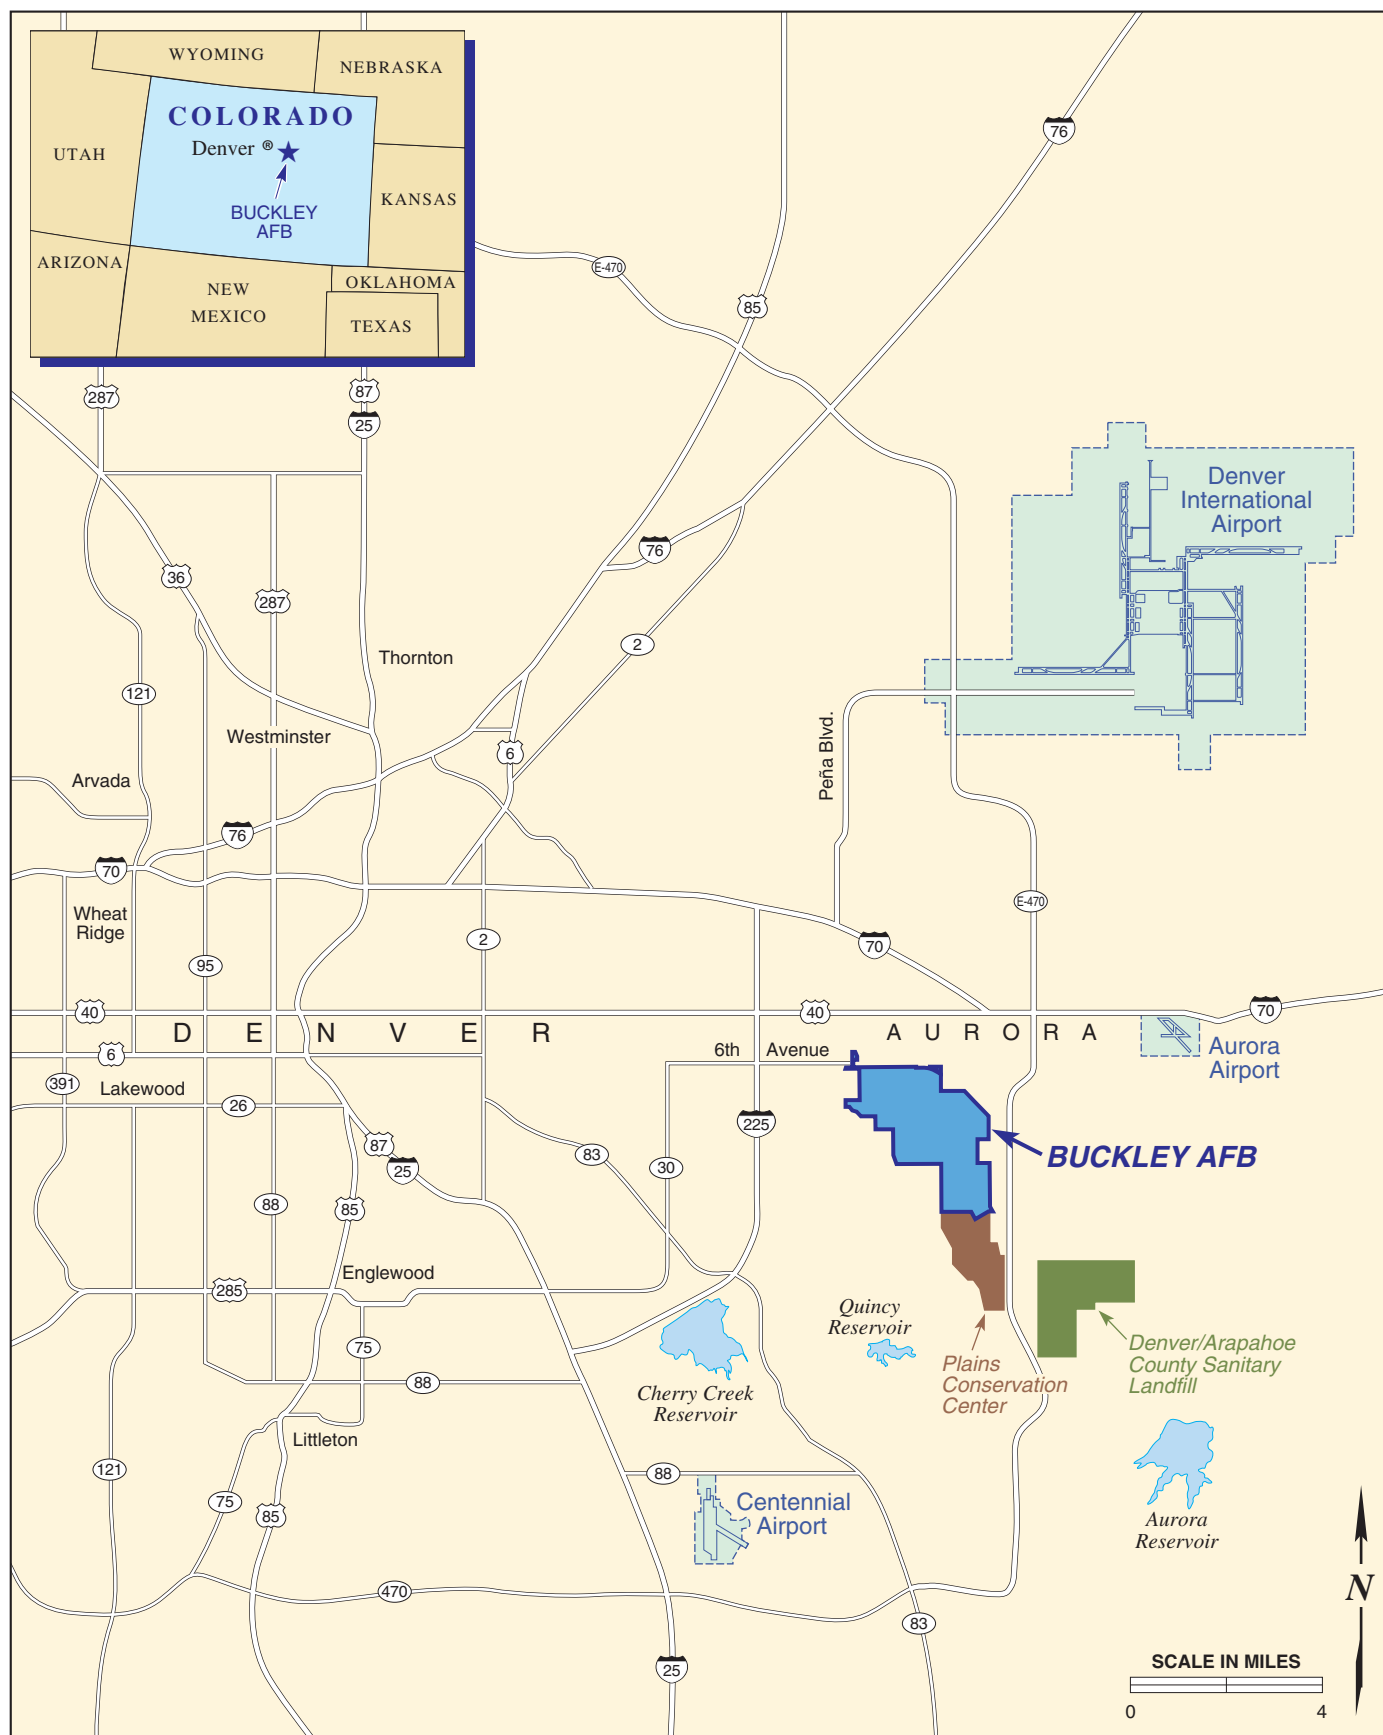 WYOMING
NEBRASKA
COLORADO
Denver ®
UTAH
KANSAS
BUCKLEY
AFB
ARIZONA
NEW
MEXICO
OKLAHOMA
TEXAS
76
E-470
85
287
87
25
Denver
International
Airport
76
36
287
2
Thornton
121
Westminster
6
Peña Blvd.
Arvada
76
70
E-470
Wheat
Ridge
2
70
95
40
40
70
DENVER
AURORA
6
6th Avenue
Aurora
Airport
391
Lakewood
26
225
87
25
83
30
BUCKLEY AFB
88
85
Englewood
285
Quincy
Reservoir
75
Denver/Arapahoe
County Sanitary
Landfill
Plains
Conservation
Center
88
Cherry Creek
Reservoir
Littleton
121
88
75
Centennial
Airport
85
Aurora
Reservoir
470
N
83
25
SCALE IN MILES
0 4